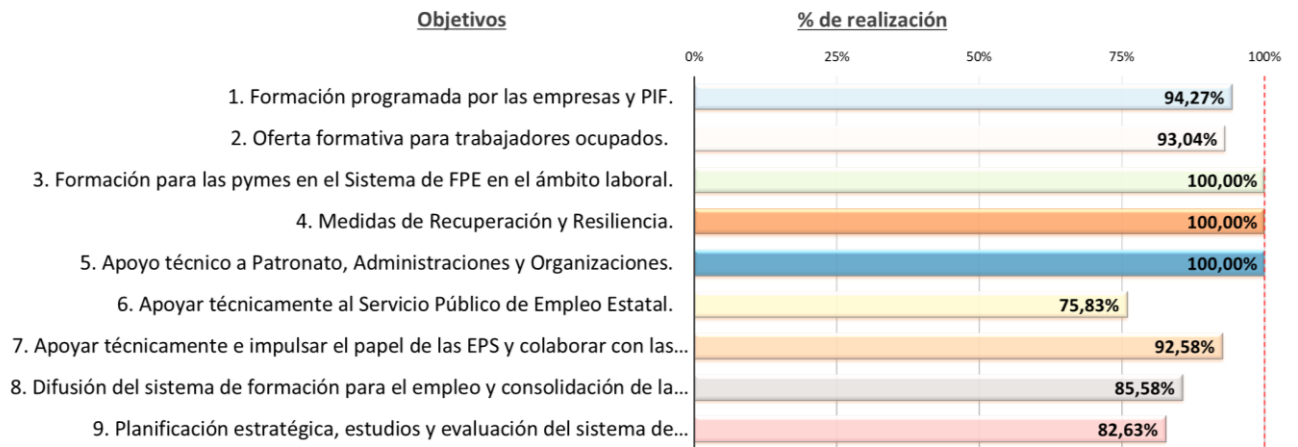 Objetivos % de realización
0% 25% 50% 75% 100%
1. Formación programada por las empresas y PIF. 94,27%
2. Oferta formativa para trabajadores ocupados. 93,04%
3. Formación para las pymes en el Sistema de FPE en el ámbito laboral. 100,00%
4. Medidas de Recuperación y Resiliencia. 100,00%
5. Apoyo técnico a Patronato, Administraciones y Organizaciones. 100,00%
6. Apoyar técnicamente al Servicio Público de Empleo Estatal. 75,83%
7. Apoyar técnicamente e impulsar el papel de las EPS y colaborar con las... 92,58%
8. Difusión del sistema de formación para el empleo y consolidación de la... 85,58%
9. Planificación estratégica, estudios y evaluación del sistema de... 82,63%